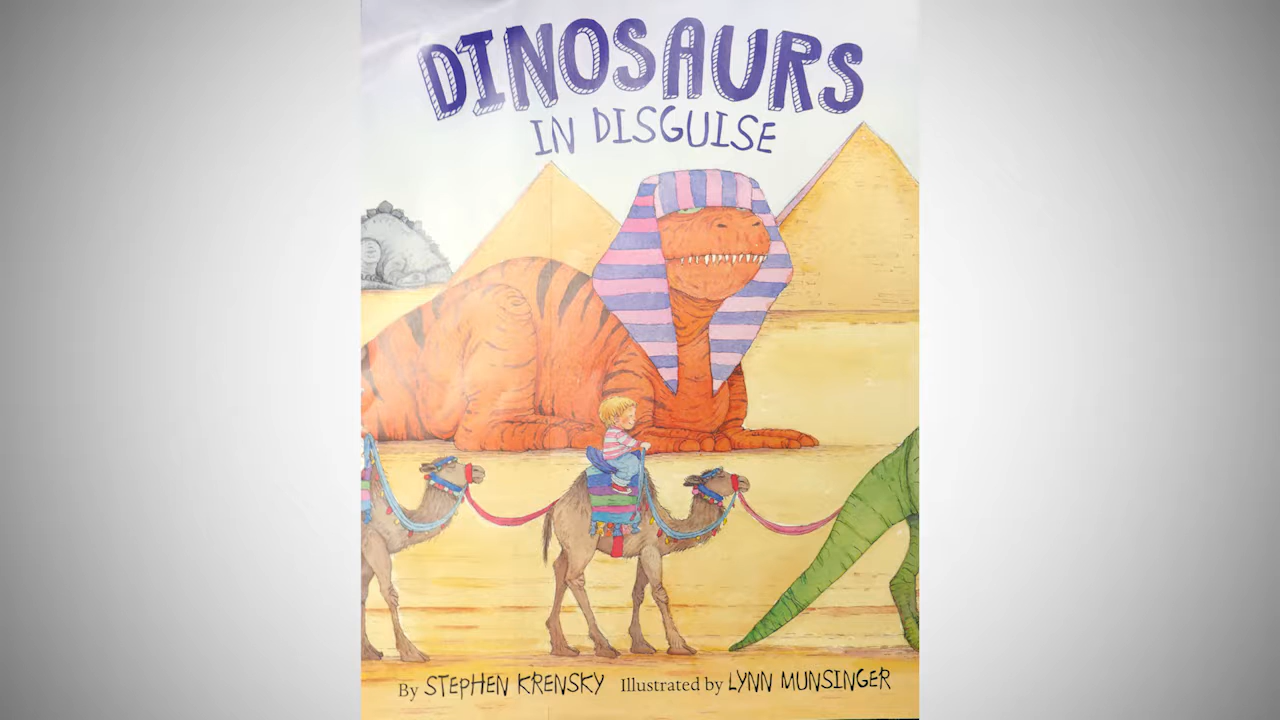 DINOSAURS
IN DISGUISE
By STEPHEN KRENSKY Illustrated by LYNN MUNSINGER